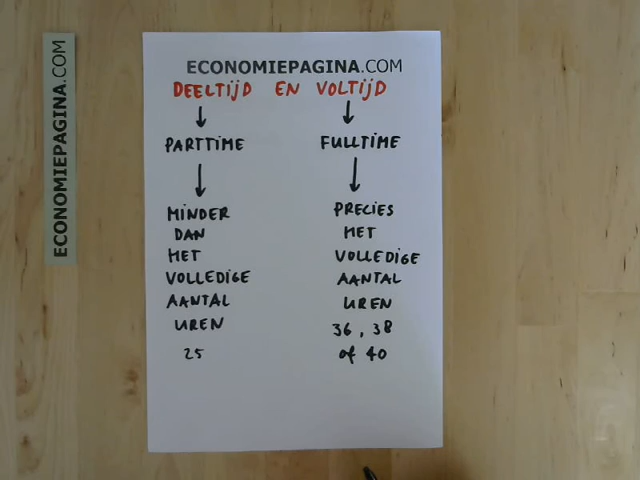 ECONOMIEPAGINA.COM
ECONOMIEPAGINA.COM
DEELTIJD EN VOLTIJD
PARTTIME
FULLTIME
MINDER
DAN
HET
VOLLEDIGE
AANTAL
UREN
25
PRECIES
HET
VOLLEDIGE
AANTAL
UREN
36, 38
of 40